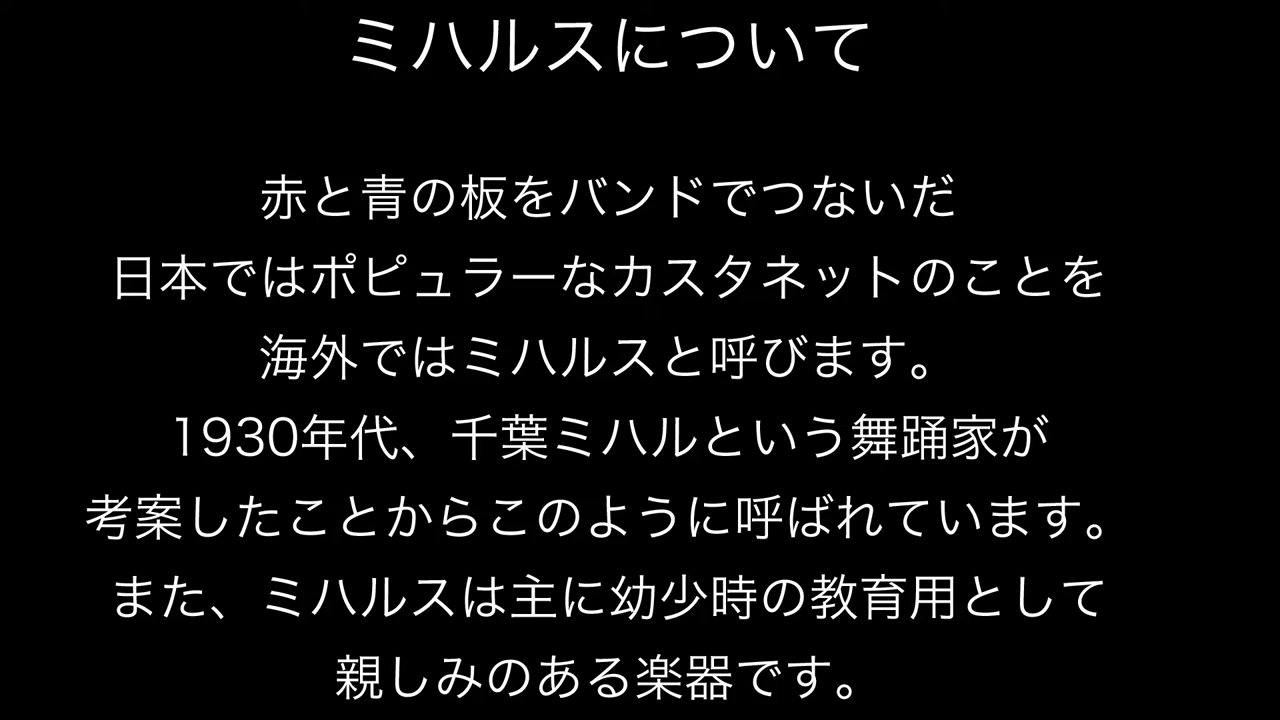 ミハルスについて
赤と青の板をバンドでつないだ
日本ではポピュラーなカスタネットのことを
海外ではミハルスと呼びます。
1930年代、千葉ミハルという舞踊家が
考案したことからこのように呼ばれています。
また、ミハルスは主に幼少時の教育用として
親しみのある楽器です。